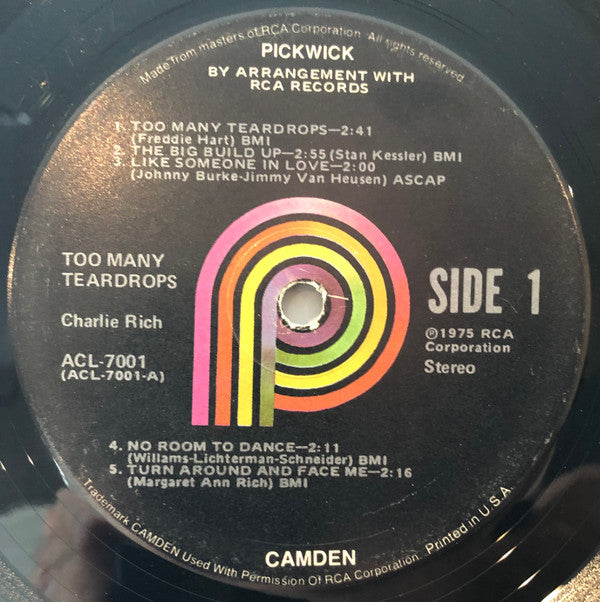 Made from masters of RCA Corporation. All rights reserved.
PICKWICK
BY ARRANGEMENT WITH
RCA RECORDS
1. TOO MANY TEARDROPS—2:41
(Freddie Hart) BMI
2. THE BIG BUILD UP—2:55 (Stan Kessler) BMI
3. LIKE SOMEONE IN LOVE—2:00
(Johnny Burke-Jimmy Van Heusen) ASCAP
TOO MANY
TEARDROPS
Charlie Rich
ACL-7001
(ACL-7001-A)
SIDE 1
℗1975 RCA
Corporation
Stereo
4. NO ROOM TO DANCE—2:11
(Willams-Lichterman-Schneider) BMI
5. TURN AROUND AND FACE ME—2:16
(Margaret Ann Rich) BMI
CAMDEN
Trademark CAMDEN Used With Permission Of RCA Corporation. Printed in U.S.A.